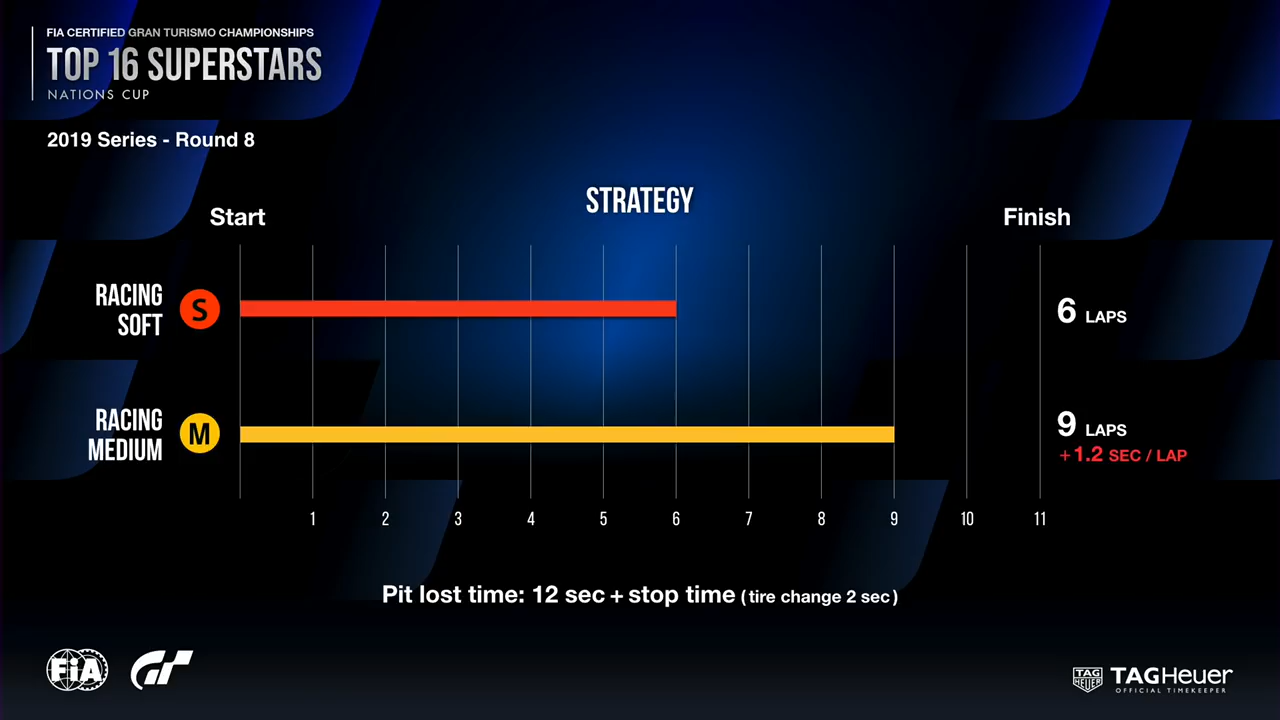 FIA CERTIFIED GRAN TURISMO CHAMPIONSHIPS
TOP 16 SUPERSTARS
NATIONS CUP
2019 Series - Round 8
STRATEGY
Start
Finish
RACING
SOFT
S
6 LAPS
RACING
MEDIUM
M
9 LAPS
+1.2 SEC / LAP
1 2 3 4 5 6 7 8 9 10 11
Pit lost time: 12 sec + stop time (tire change 2 sec)
FiA
GT
TAG
HEUER
TAGHeuer
OFFICIAL TIMEKEEPER